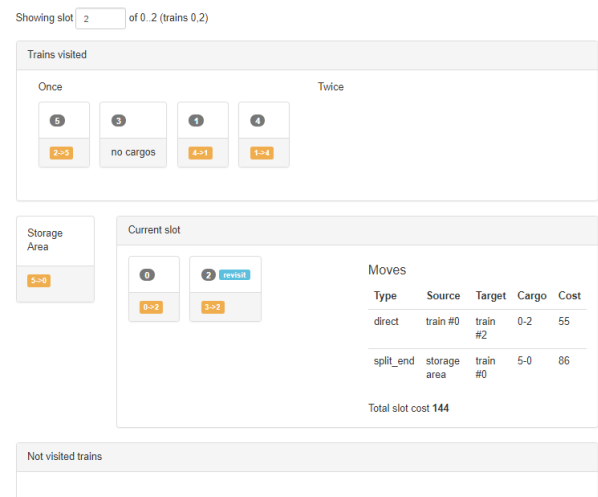 Showing slot 2 of 0..2 (trains 0,2)
Trains visited
Once
Twice
5
3
1
4
2->5
no cargos
4->1
1->4
Storage
Area
5->0
Current slot
0
2 revisit
0->2
3->2
Moves
Type Source Target Cargo Cost
direct train #0 train
#2 0-2 55
split_end storage
area train
#0 5-0 86
Total slot cost 144
Not visited trains